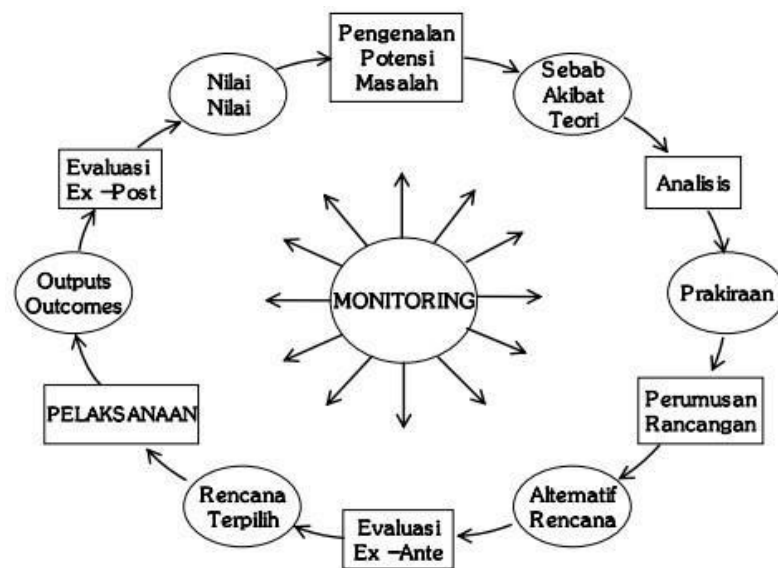 Pengenalan
Potensi
Masalah
Sebab
Akibat
Teori
Analisis
Prakiraan
Perumusan
Rancangan
Alternatif
Rencana
Evaluasi
Ex -Ante
Rencana
Terpilih
PELAKSANAAN
Outputs
Outcomes
Evaluasi
Ex -Post
Nilai
Nilai
MONITORING